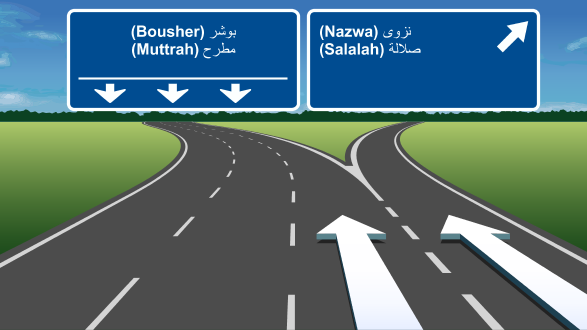 (Bousher) بوشر
(Muttrah) مطرح
(Nazwa) نزوى
(Salalah) صلالة